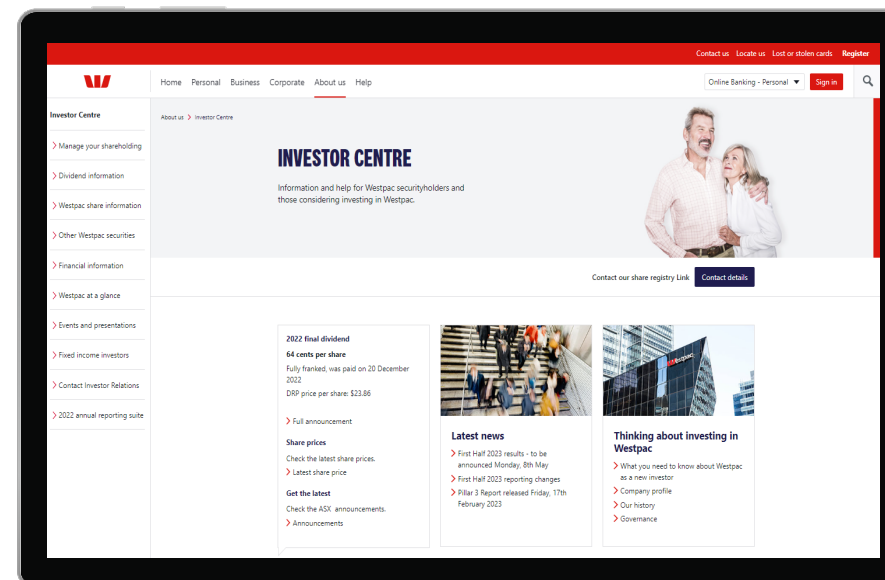 Contact us Locate us Lost or stolen cards Register
Home Personal Business Corporate About us Help
Online Banking - Personal
Sign in
Investor Centre
Manage your shareholding
Dividend information
Westpac share information
Other Westpac securities
Financial information
Westpac at a glance
Events and presentations
Fixed income investors
Contact Investor Relations
2022 annual reporting suite
About us > Investor Centre
INVESTOR CENTRE
Information and help for Westpac securityholders and
those considering investing in Westpac.
Contact our share registry Link
Contact details
2022 final dividend
64 cents per share
Fully franked, was paid on 20 December
2022
DRP price per share: $23.86
Full announcement
Share prices
Check the latest share prices.
Latest share price
Get the latest
Check the ASX announcements.
Announcements
Latest news
First Half 2023 results - to be
announced Monday, 8th May
First Half 2023 reporting changes
Pillar 3 Report released Friday, 17th
February 2023
Westpac
Thinking about investing in
Westpac
What you need to know about Westpac
as a new investor
Company profile
Our history
Governance